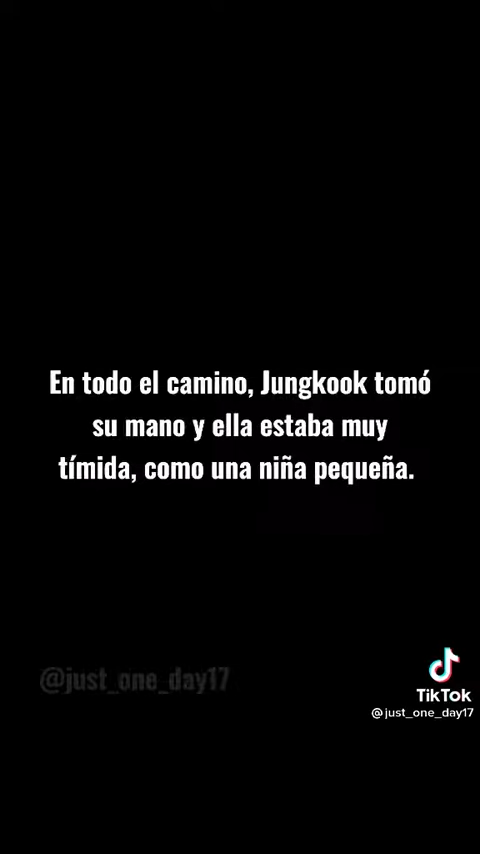 En todo el camino, Jungkook tomó
su mano y ella estaba muy
tímida, como una niña pequeña.
@just_one_day17
TikTok
@just_one_day17